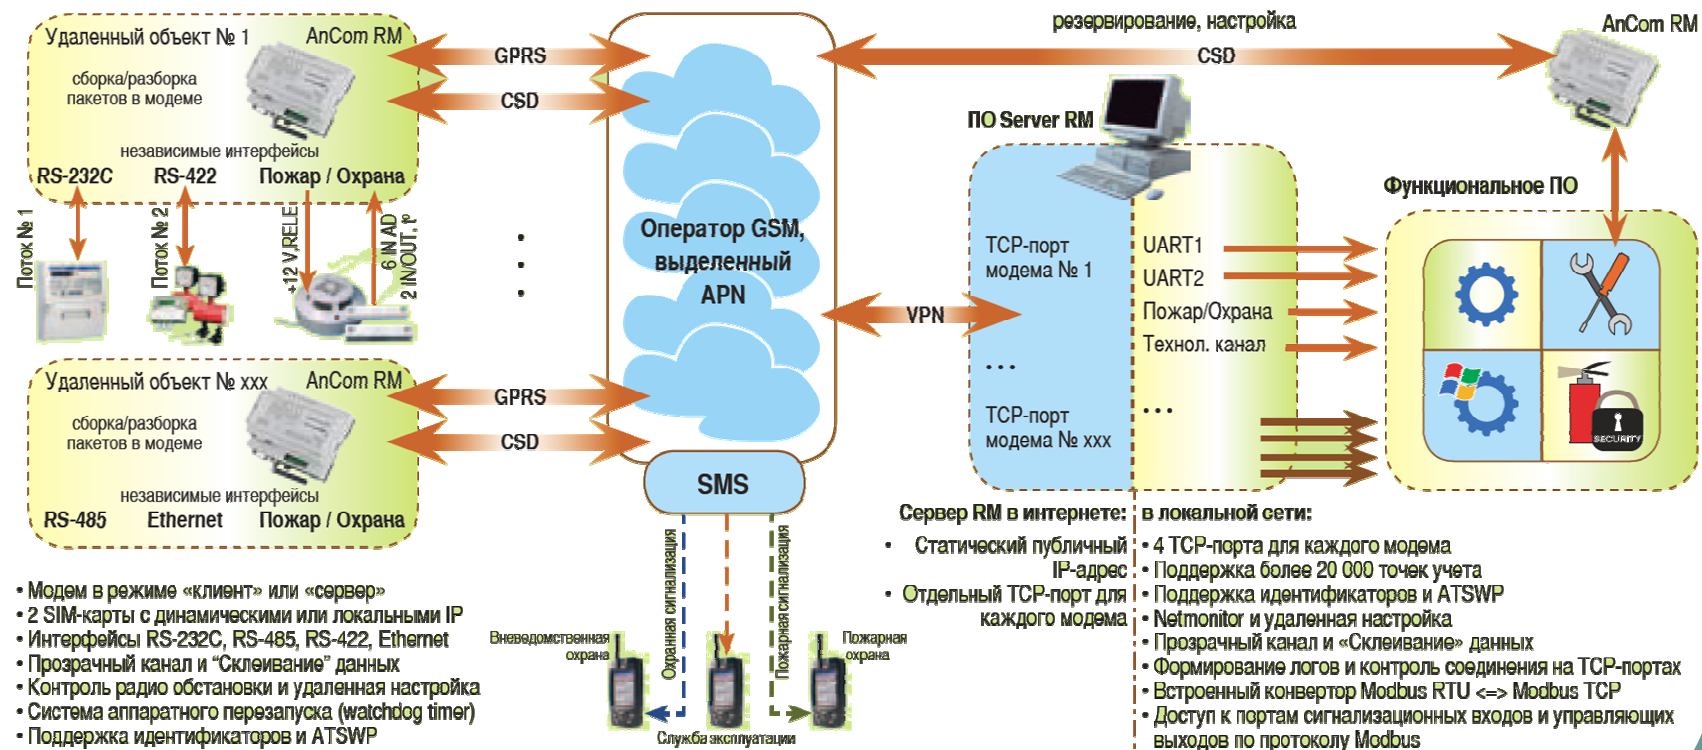 Удаленный объект № 1
AnCom RM
сборка/разборка
пакетов в модеме
независимые интерфейсы
RS-232C
RS-422
Пожар / Охрана
Поток № 1
Поток № 2
+12 V,RELE
6 IN AD
2 IN/OUT, tº
GPRS
CSD
Удаленный объект № xxx
AnCom RM
сборка/разборка
пакетов в модеме
независимые интерфейсы
RS-485
Ethernet
Пожар / Охрана
GPRS
CSD
Оператор GSM,
выделенный
APN
SMS
Охранная сигнализация
Пожарная сигнализация
Вневедомственная
охрана
Пожарная
охрана
Служба эксплуатации
VPN
резервирование, настройка
CSD
AnCom RM
ПО Server RM
TCP-порт
модема № 1
...
TCP-порт
модема № xxx
UART1
UART2
Пожар/Охрана
Технол. канал
...
Функциональное ПО
SECURITY
• Модем в режиме «клиент» или «сервер»
• 2 SIM-карты с динамическими или локальными IP
• Интерфейсы RS-232C, RS-485, RS-422, Ethernet
• Прозрачный канал и “Склеивание” данных
• Контроль радио обстановки и удаленная настройка
• Система аппаратного перезапуска (watchdog timer)
• Поддержка идентификаторов и ATSWP
Сервер RM в интернете:
• Статический публичный
IP-адрес
• Отдельный TCP-порт для
каждого модема
в локальной сети:
• 4 TCP-порта для каждого модема
• Поддержка более 20 000 точек учета
• Поддержка идентификаторов и ATSWP
• Netmonitor и удаленная настройка
• Прозрачный канал и «Склеивание» данных
• Формирование логов и контроль соединения на TCP-портах
• Встроенный конвертор Modbus RTU <=> Modbus TCP
• Доступ к портам сигнализационных входов и управляющих
выходов по протоколу Modbus